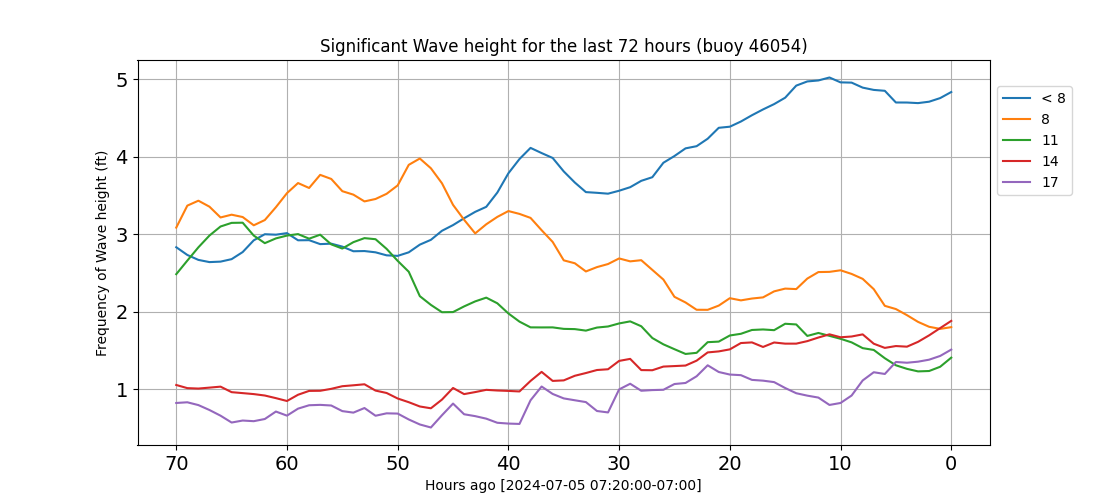 Significant Wave height for the last 72 hours (buoy 46054)
Frequency of Wave height (ft)
5
4
3
2
1
70 60 50 40 30 20 10 0
Hours ago [2024-07-05 07:20:00-07:00]
< 8
8
11
14
17